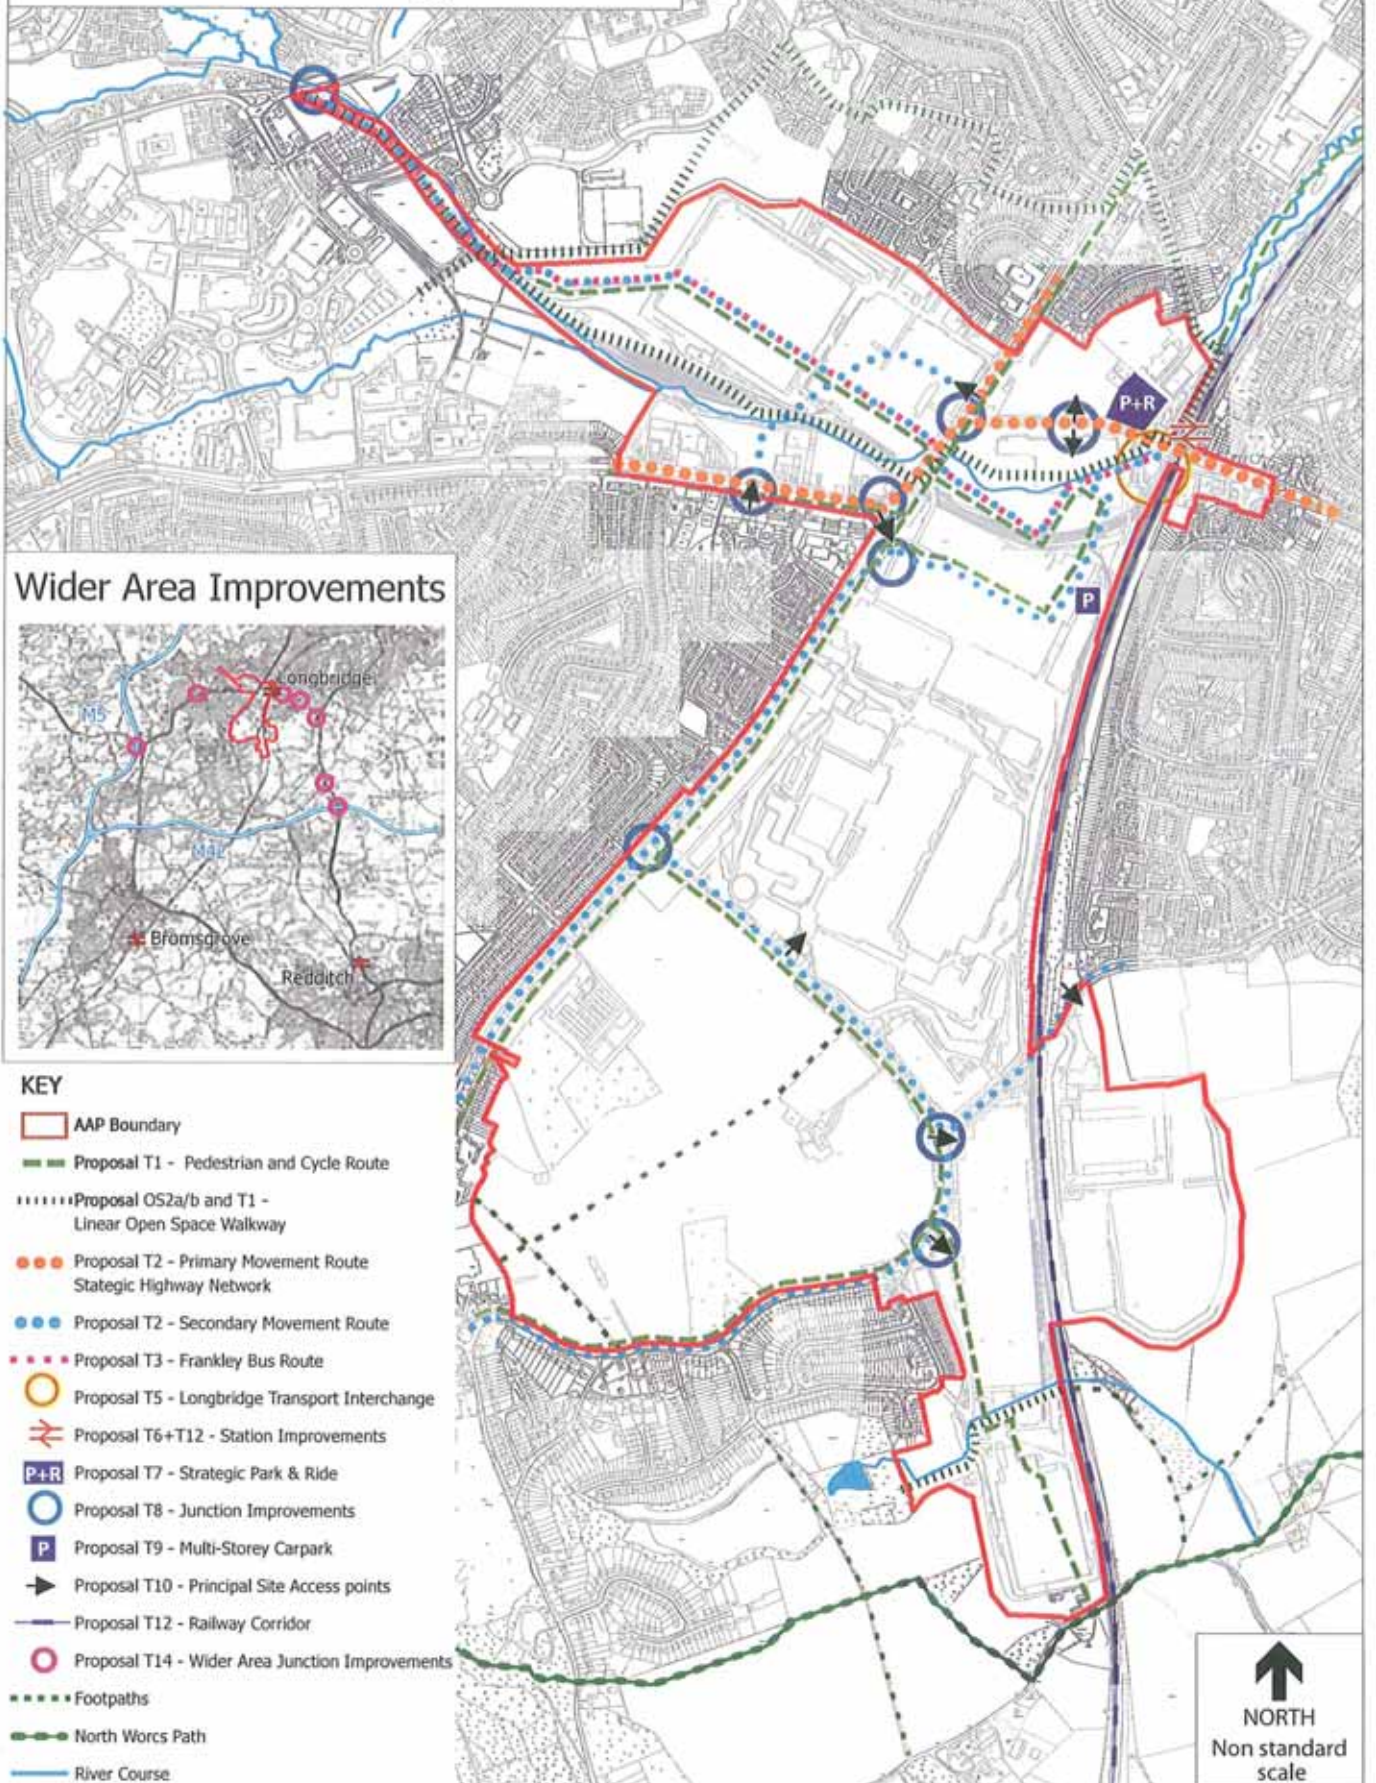 P+R
P
Wider Area Improvements
Longbridge
M5
M42
Bromsgrove
Redditch
KEY
AAP Boundary
Proposal T1 - Pedestrian and Cycle Route
Proposal OS2a/b and T1 -
Linear Open Space Walkway
Proposal T2 - Primary Movement Route
Stategic Highway Network
Proposal T2 - Secondary Movement Route
Proposal T3 - Frankley Bus Route
Proposal T5 - Longbridge Transport Interchange
Proposal T6+T12 - Station Improvements
P+R Proposal T7 - Strategic Park & Ride
Proposal T8 - Junction Improvements
P Proposal T9 - Multi-Storey Carpark
Proposal T10 - Principal Site Access points
Proposal T12 - Railway Corridor
Proposal T14 - Wider Area Junction Improvements
Footpaths
North Worcs Path
River Course
NORTH
Non standard
scale